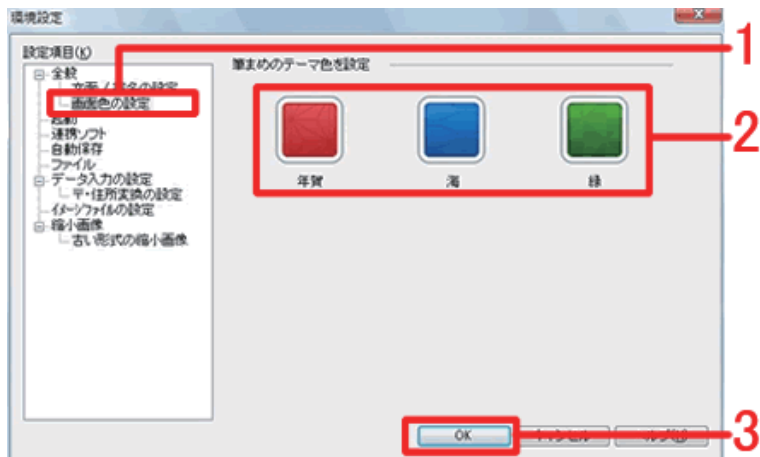 環境設定
設定項目(K)
全般
画面色の設定
起動
連携ソフト
自動保存
ファイル
データ入力の設定
〒・住所変換の設定
イメージファイルの設定
縮小画像
古い形式の縮小画像
筆まめのテーマ色を設定
年賀
海
緑
OK
1
2
3